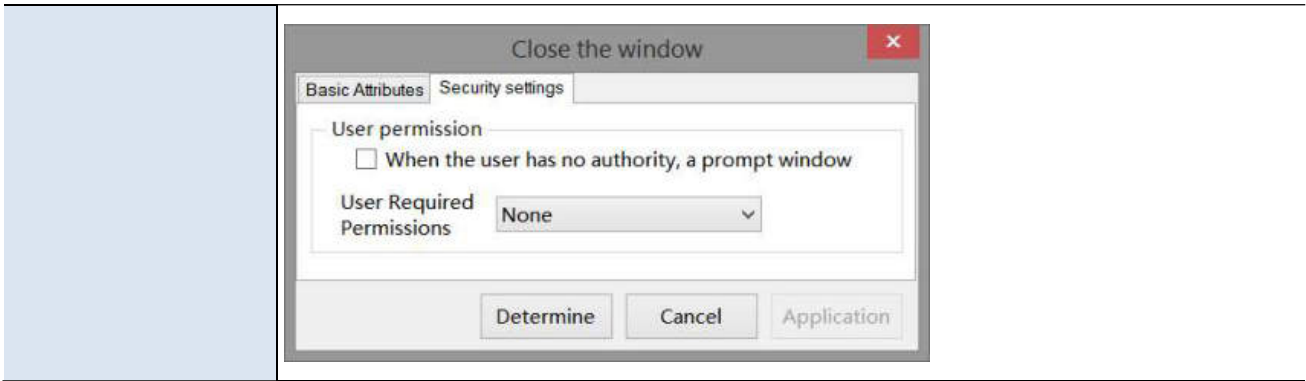 Close the window
Basic Attributes Security settings
User permission
When the user has no authority, a prompt window
User Required
Permissions
None
Determine Cancel Application